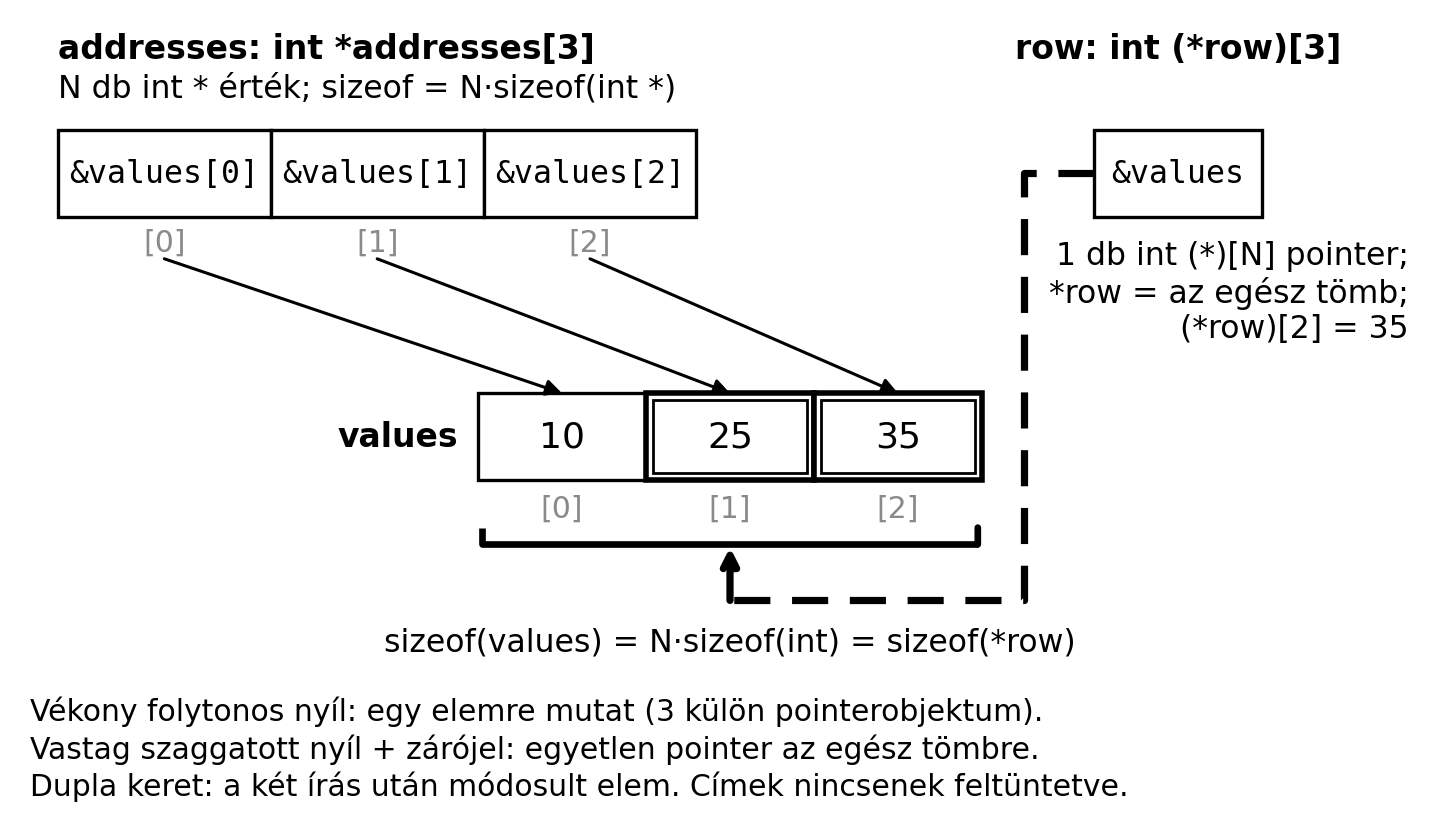 addresses: int *addresses[3]
N db int * érték; sizeof = N·sizeof(int *)
&values[0] &values[1] &values[2]
[0] [1] [2]
row: int (*row)[3]
&values
1 db int (*)[N] pointer;
*row = az egész tömb;
(*row)[2] = 35
values 10 25 35
[0] [1] [2]
sizeof(values) = N·sizeof(int) = sizeof(*row)
Vékony folytonos nyíl: egy elemre mutat (3 külön pointerobjektum).
Vastag szaggatott nyíl + zárójel: egyetlen pointer az egész tömbre.
Dupla keret: a két írás után módosult elem. Címek nincsenek feltüntetve.